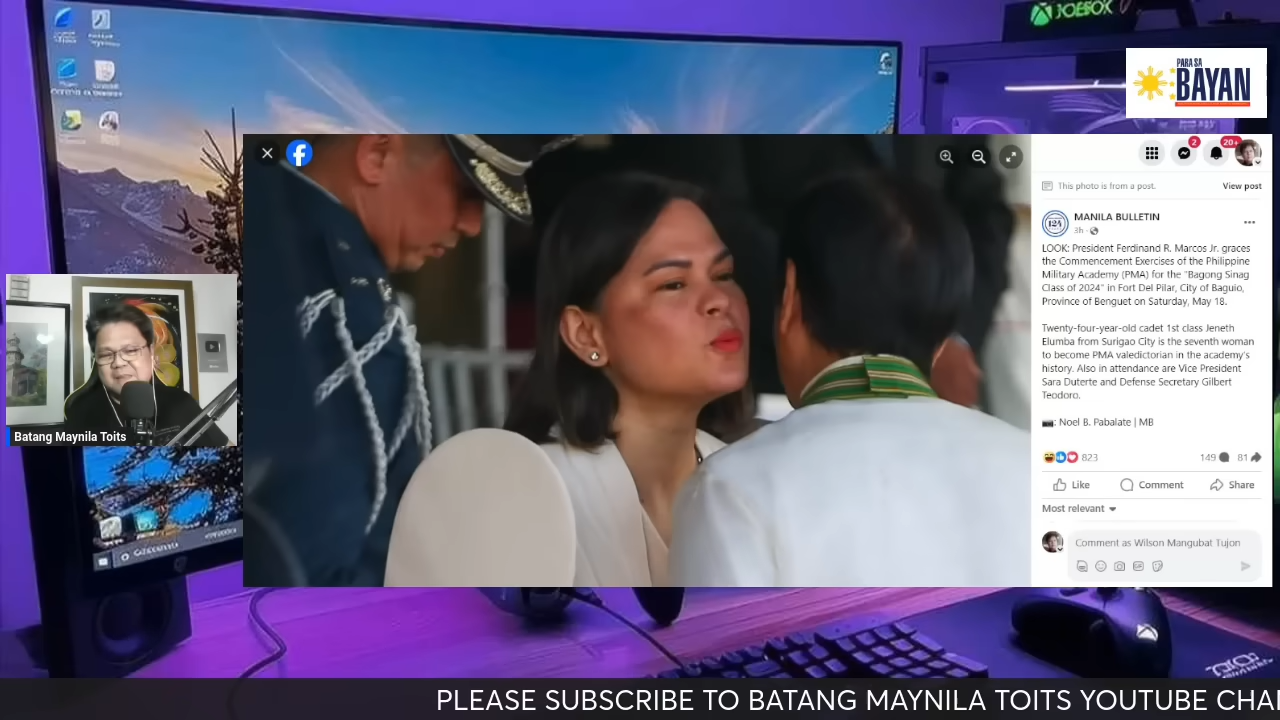 JOEBOX
PARA SA
BAYAN
2
20+
This photo is from a post.
View post
124
MANILA BULLETIN
3h ·
LOOK: President Ferdinand R. Marcos Jr. graces
the Commencement Exercises of the Philippine
Military Academy (PMA) for the "Bagong Sinag
Class of 2024" in Fort Del Pilar, City of Baguio,
Province of Benguet on Saturday, May 18.
Twenty-four-year-old cadet 1st class Jeneth
Elumba from Surigao City is the seventh woman
to become PMA valedictorian in the academy's
history. Also in attendance are Vice President
Sara Duterte and Defense Secretary Gilbert
Teodoro.
: Noel B. Pabalate | MB
823
149
81
Like
Comment
Share
Most relevant
Comment as Wilson Mangubat Tujon
Batang Maynila Toits
PLEASE SUBSCRIBE TO BATANG MAYNILA TOITS YOUTUBE CHA